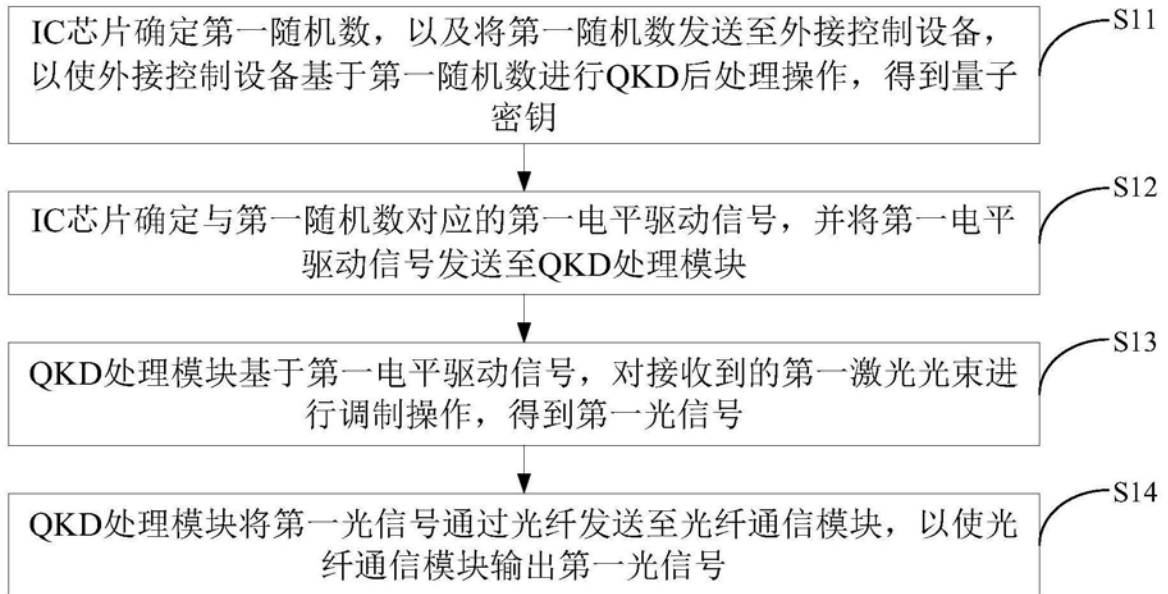 IC芯片确定第一随机数，以及将第一随机数发送至外接控制设备，
以使外接控制设备基于第一随机数进行QKD后处理操作，得到量子
密钥
S11
IC芯片确定与第一随机数对应的第一电平驱动信号，并将第一电平
驱动信号发送至QKD处理模块
S12
QKD处理模块基于第一电平驱动信号，对接收到的第一激光光束进
行调制操作，得到第一光信号
S13
QKD处理模块将第一光信号通过光纤发送至光纤通信模块，以使光
纤通信模块输出第一光信号
S14